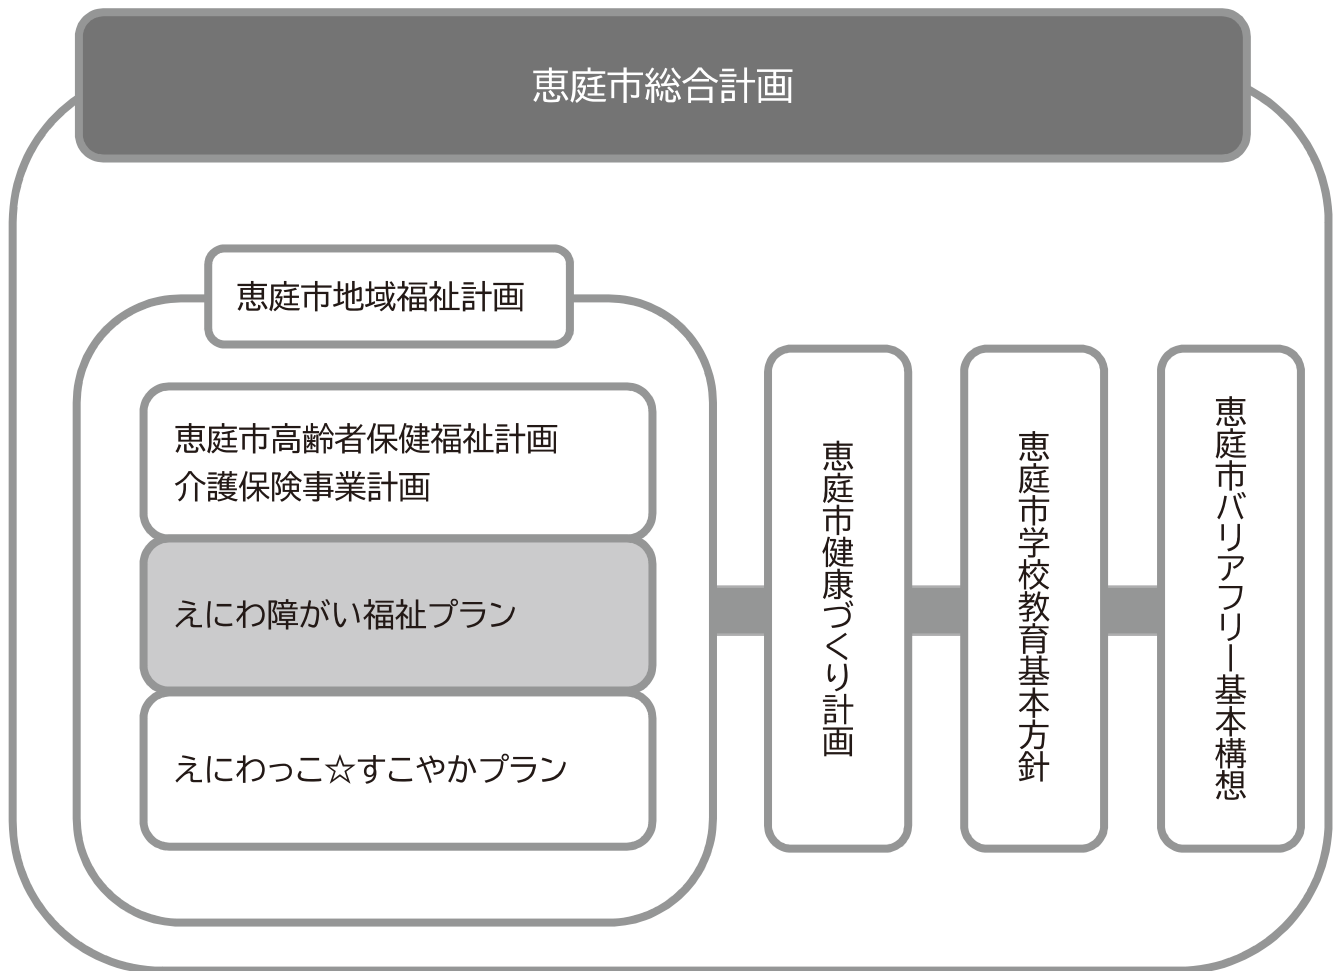 恵庭市総合計画
恵庭市地域福祉計画
恵庭市高齢者保健福祉計画
介護保険事業計画
えにわ障がい福祉プラン
えにわっこ☆すこやかプラン
恵庭市健康づくり計画
恵庭市学校教育基本方針
恵庭市バリアフリー基本構想